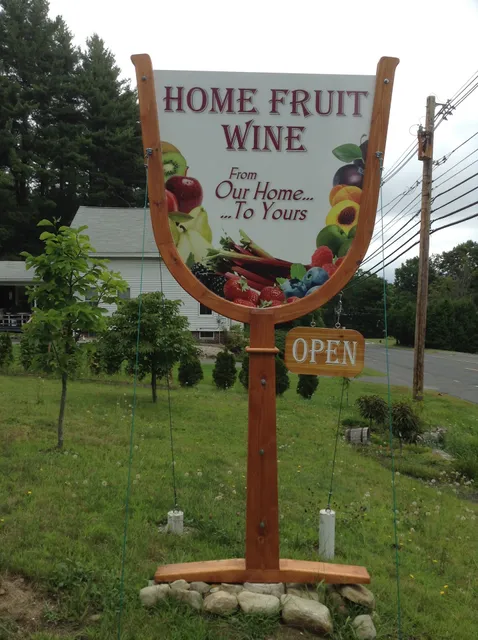 HOME FRUIT
WINE
From
Our Home...
...To Yours
OPEN